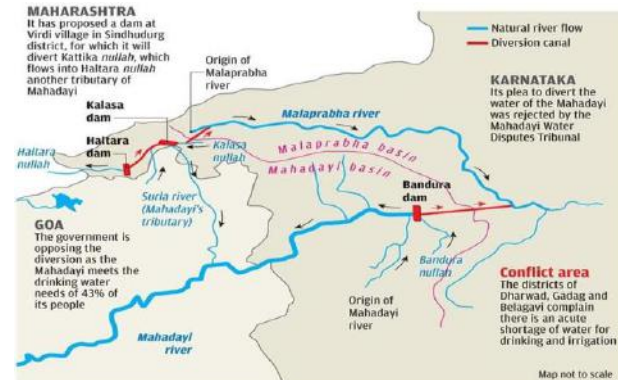 MAHARASHTRA
It has proposed a dam at
Virdi village in Sindhudurg
district, for which it will
divert Kattika nullah, which
flows into Haltara nullah
another tributary of
Mahadayi
Origin of
Malaprabha
river
Natural river flow
Diversion canal
KARNATAKA
Its plea to divert the
water of the Mahadayi
was rejected by the
Mahadayi Water
Disputes Tribunal
Kalasa
dam
Haltara
dam
Haltara
nullah
Malaprabha river
Kalasa
nullah
Malaprabha basin
Mahadayi basin
Surla river
(Mahadayi's
tributary)
Bandura
dam
GOA
The government is
opposing the
diversion as the
Mahadayi meets the
drinking water
needs of 43% of
its people
Bandura
nullah
Origin of
Mahadayi
river
Mahadayi
river
Conflict area
The districts of
Dharwad, Gadag and
Belagavi complain
there is an acute
shortage of water for
drinking and irrigation
Map not to scale